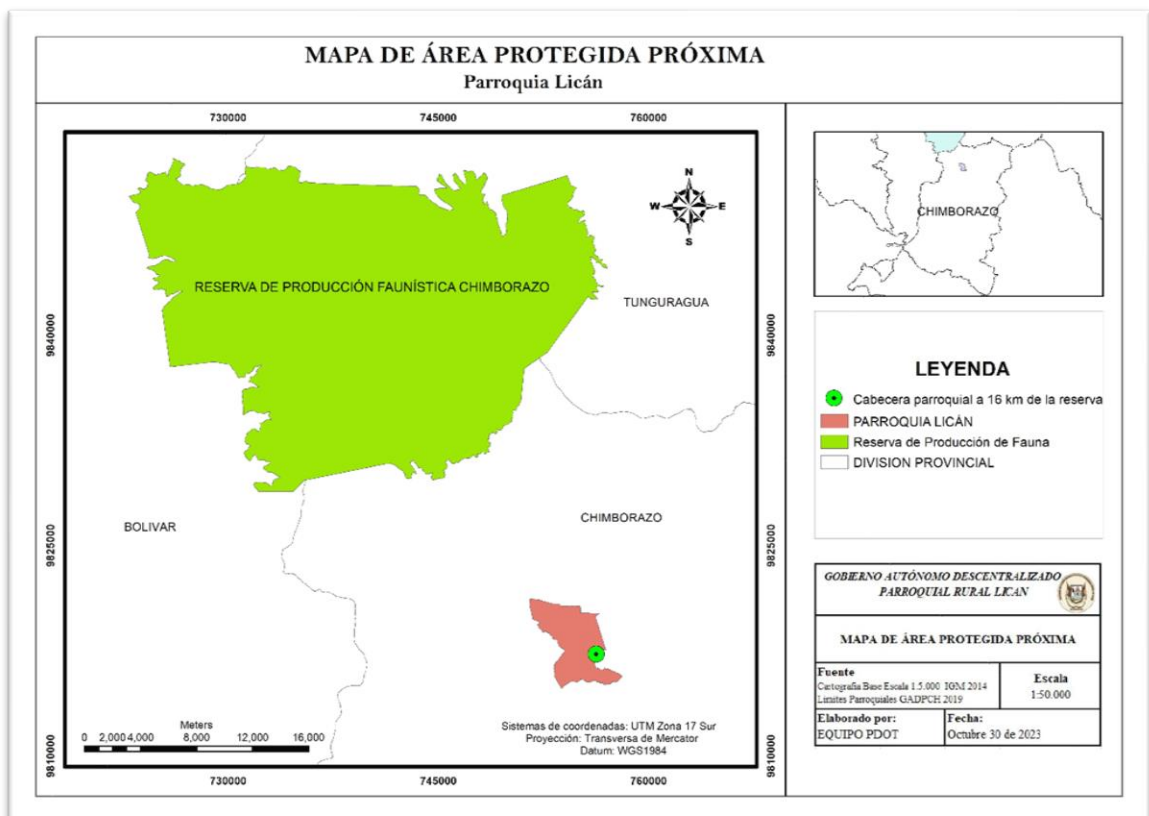 MAPA DE ÁREA PROTEGIDA PRÓXIMA
Parroquia Licán
730000 745000 760000
N
W E
S
RESERVA DE PRODUCCIÓN FAUNÍSTICA CHIMBORAZO
TUNGURAGUA
9840000 9840000
BOLIVAR
CHIMBORAZO
9825000 9825000
Meters
0 2,000 4,000 8,000 12,000 16,000
Sistemas de coordenadas: UTM Zona 17 Sur
Proyección: Transversa de Mercator
Datum: WGS1984
9810000 9810000
730000 745000 760000
CHIMBORAZO
LEYENDA
Cabecera parroquial a 16 km de la reserva
PARROQUIA LICÁN
Reserva de Producción de Fauna
DIVISION PROVINCIAL
GOBIERNO AUTÓNOMO DESCENTRALIZADO
PARROQUIAL RURAL LICAN
MAPA DE ÁREA PROTEGIDA PRÓXIMA
Fuente
Cartografía Base Escala 1:5.000 IGM 2014
Límites Parroquiales GADPCH 2019
Escala
1:50.000
Elaborado por:
EQUIPO PDOT
Fecha:
Octubre 30 de 2023